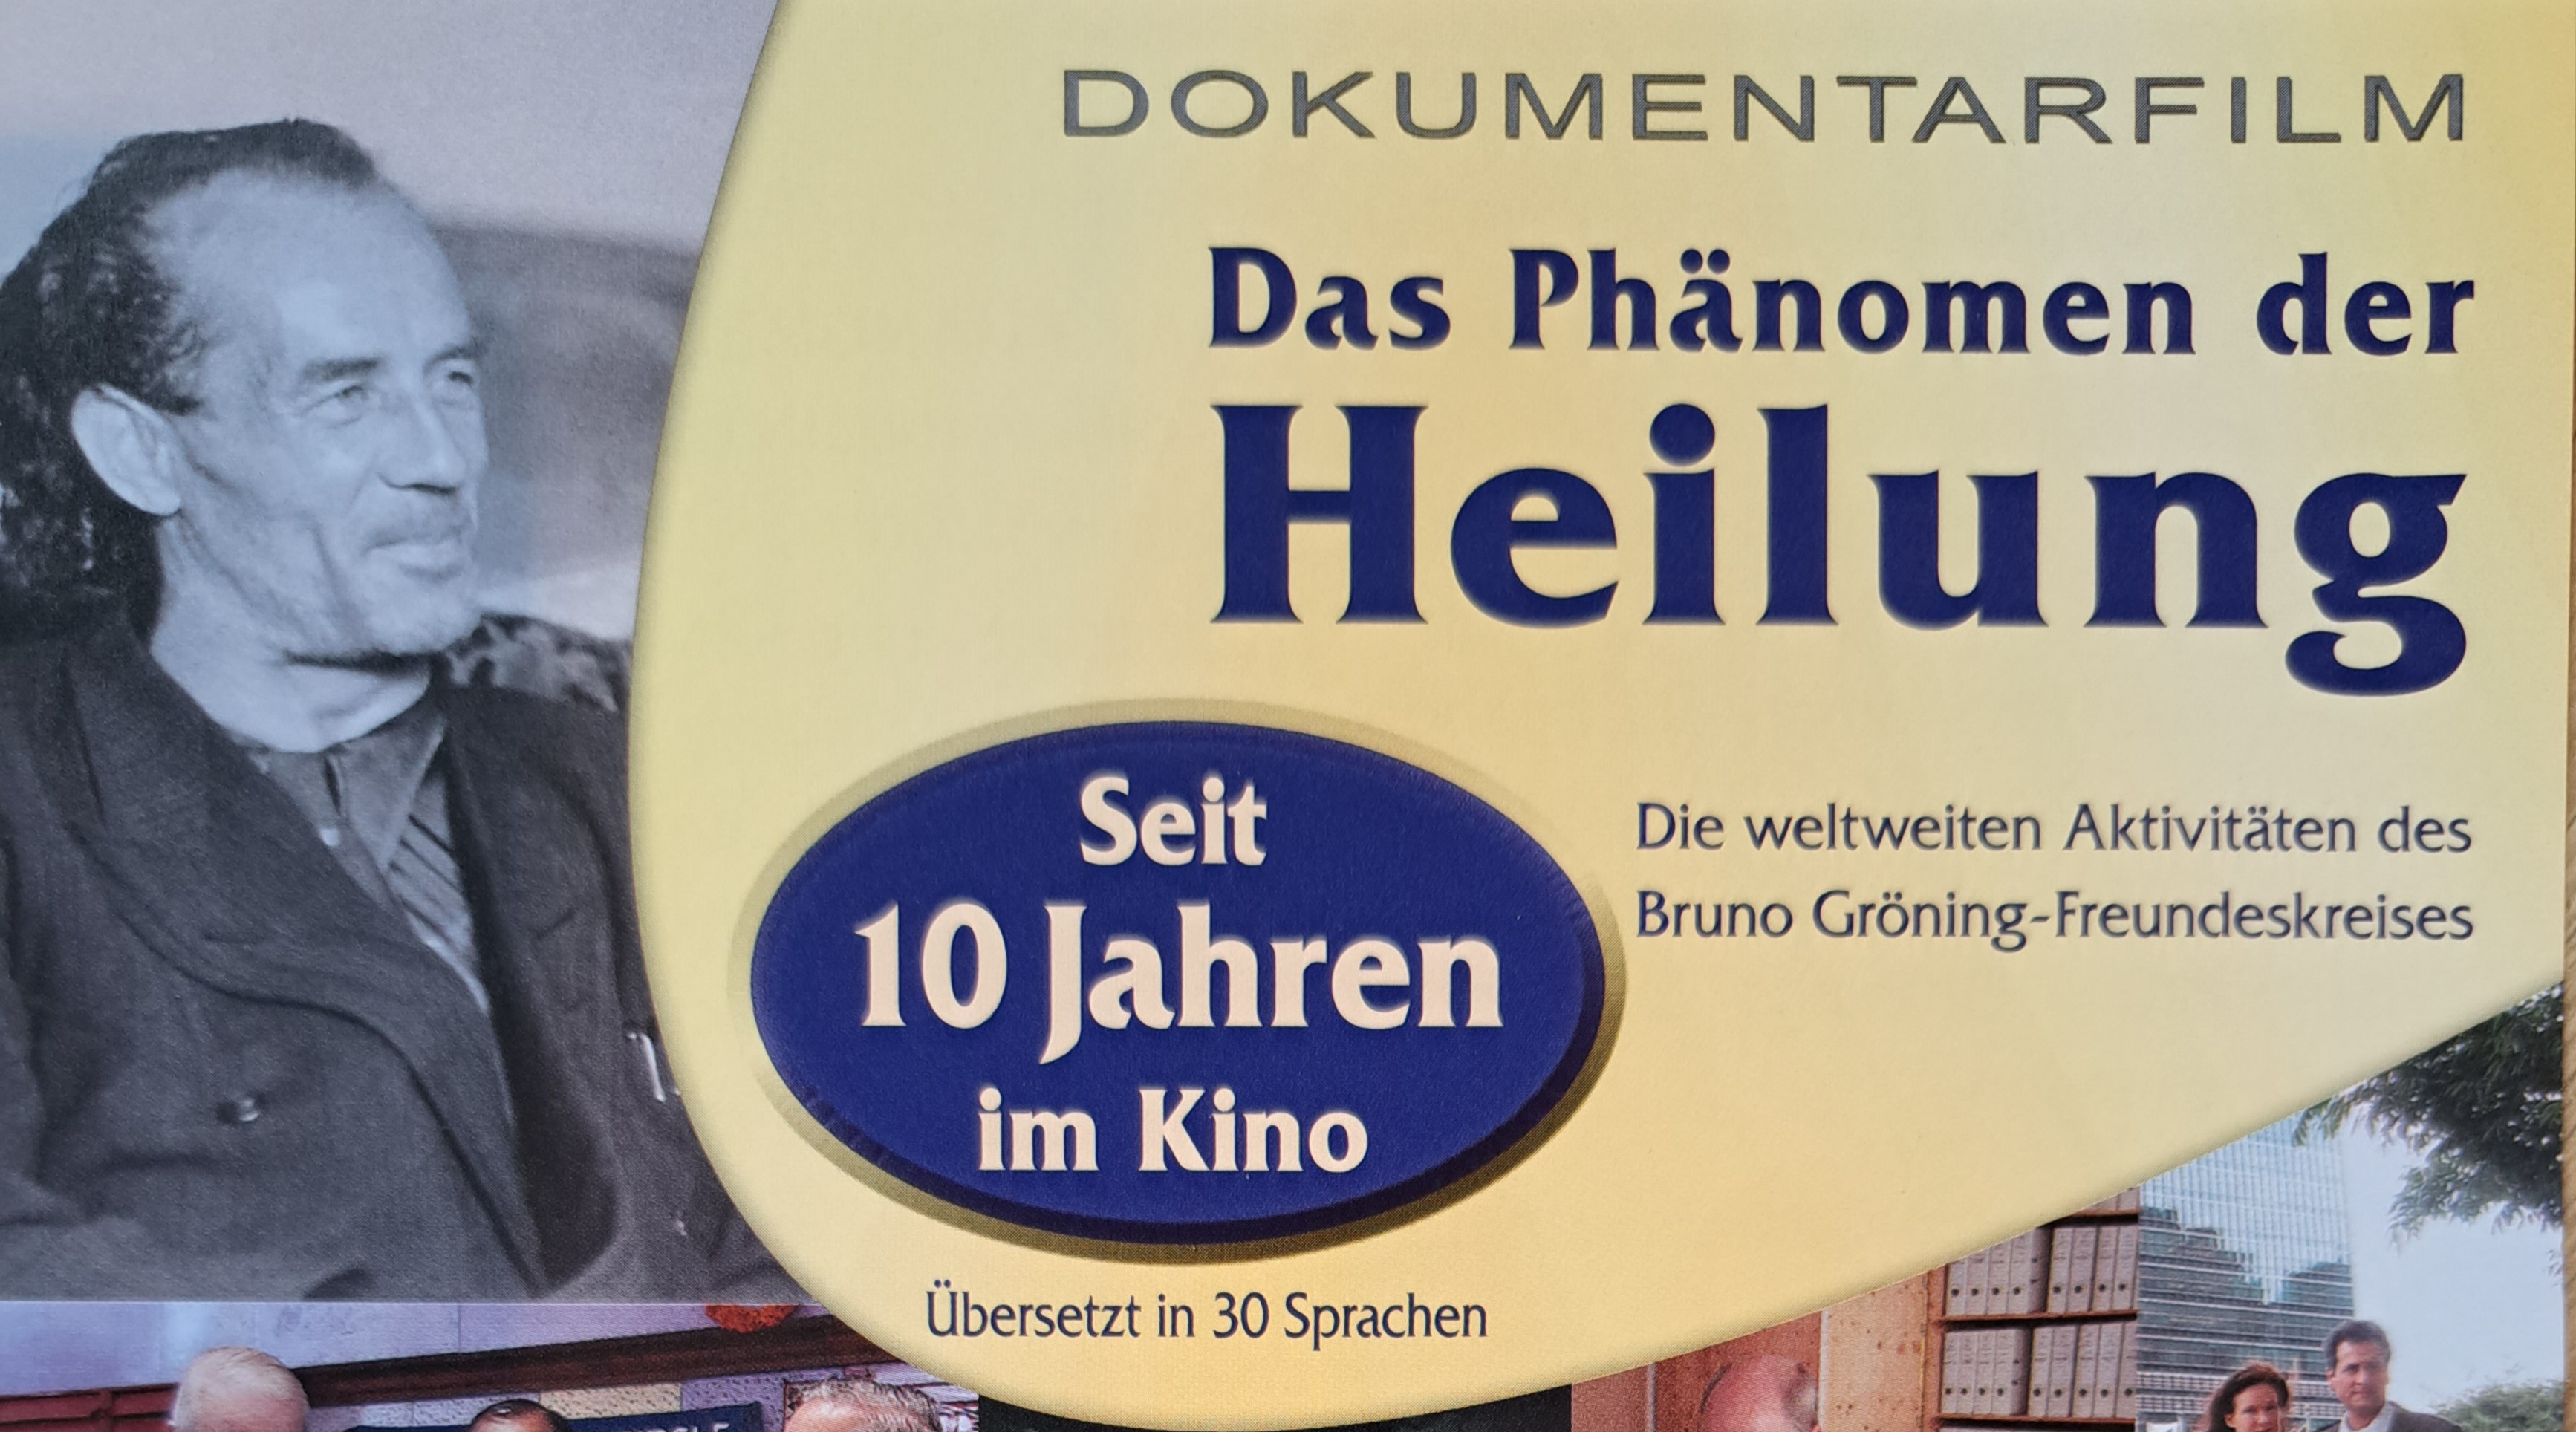 DOKUMENTARFILM
Das Phänomen der
Heilung
Seit
10 Jahren
im Kino
Die weltweiten Aktivitäten des
Bruno Gröning-Freundeskreises
Übersetzt in 30 Sprachen